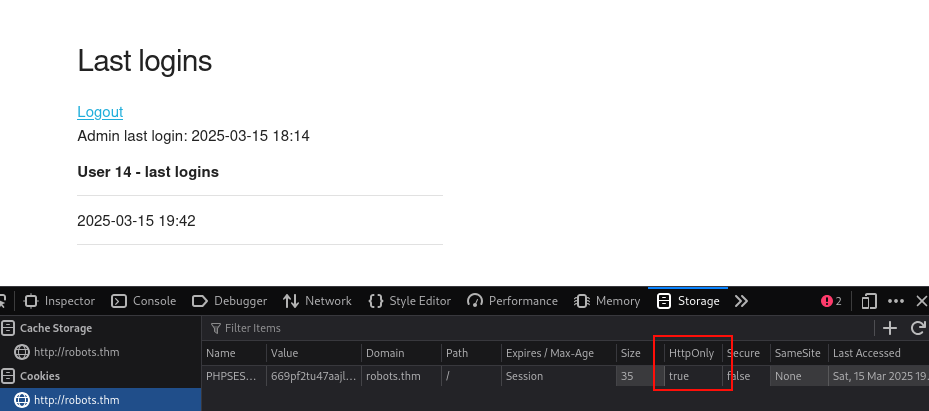 Last logins
Logout
Admin last login: 2025-03-15 18:14
User 14 - last logins
2025-03-15 19:42
Inspector Console Debugger Network Style Editor Performance Memory Storage 2
Cache Storage Filter Items
http://robots.thm Name Value Domain Path Expires / Max-Age Size HttpOnly Secure SameSite Last Accessed
Cookies PHPSES... 669pf2tu47aajl... robots.thm / Session 35 true false None Sat, 15 Mar 2025 19...
http://robots.thm